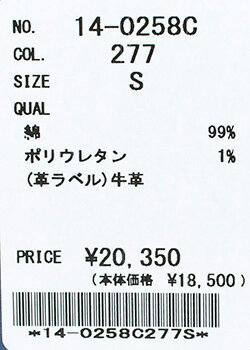 NO. 14-0258C
COL. 277
SIZE S
QUAL
綿 99%
ポリウレタン 1%
(革ラベル)牛革
PRICE ¥20,350
(本体価格 ¥18,500)
*14-0258C277S*